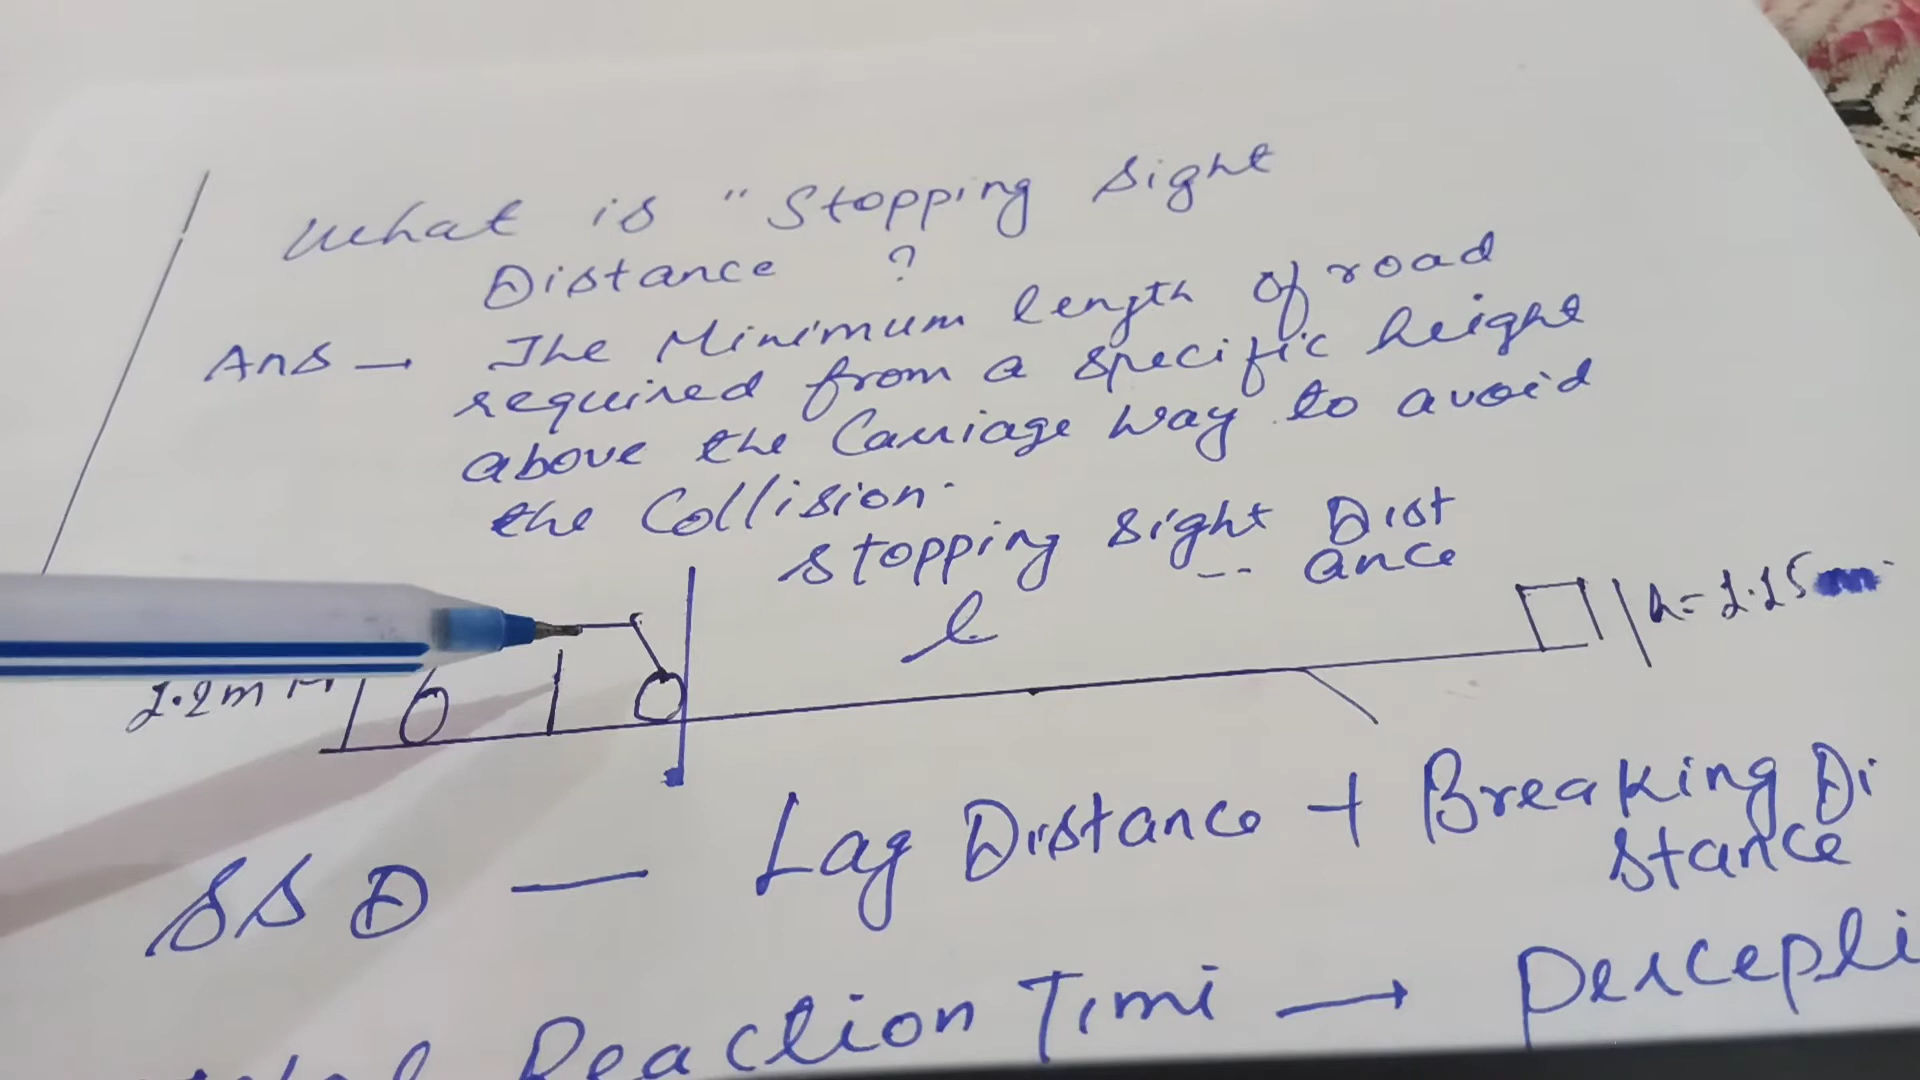 What is "Stopping Sight
Distance ?
Ans → The Minimum length of road
required from a specific height
above the Carriage way to avoid
the Collision.
Stopping Sight Dist
ance
l
h = 1.15
1.2m
SSD — Lag Distance + Breaking Di
stance
Reaction Time → Percepti